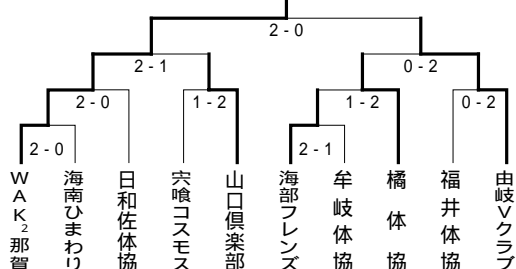 2-0
2-1
0-2
2-0
1-2
1-2
0-2
2-0
2-1
WAK²那賀
海南ひまわり
日和佐体協
宍喰コスモス
山口倶楽部
海部フレンズ
牟岐体協
橘体協
福井体協
由岐Vクラブ